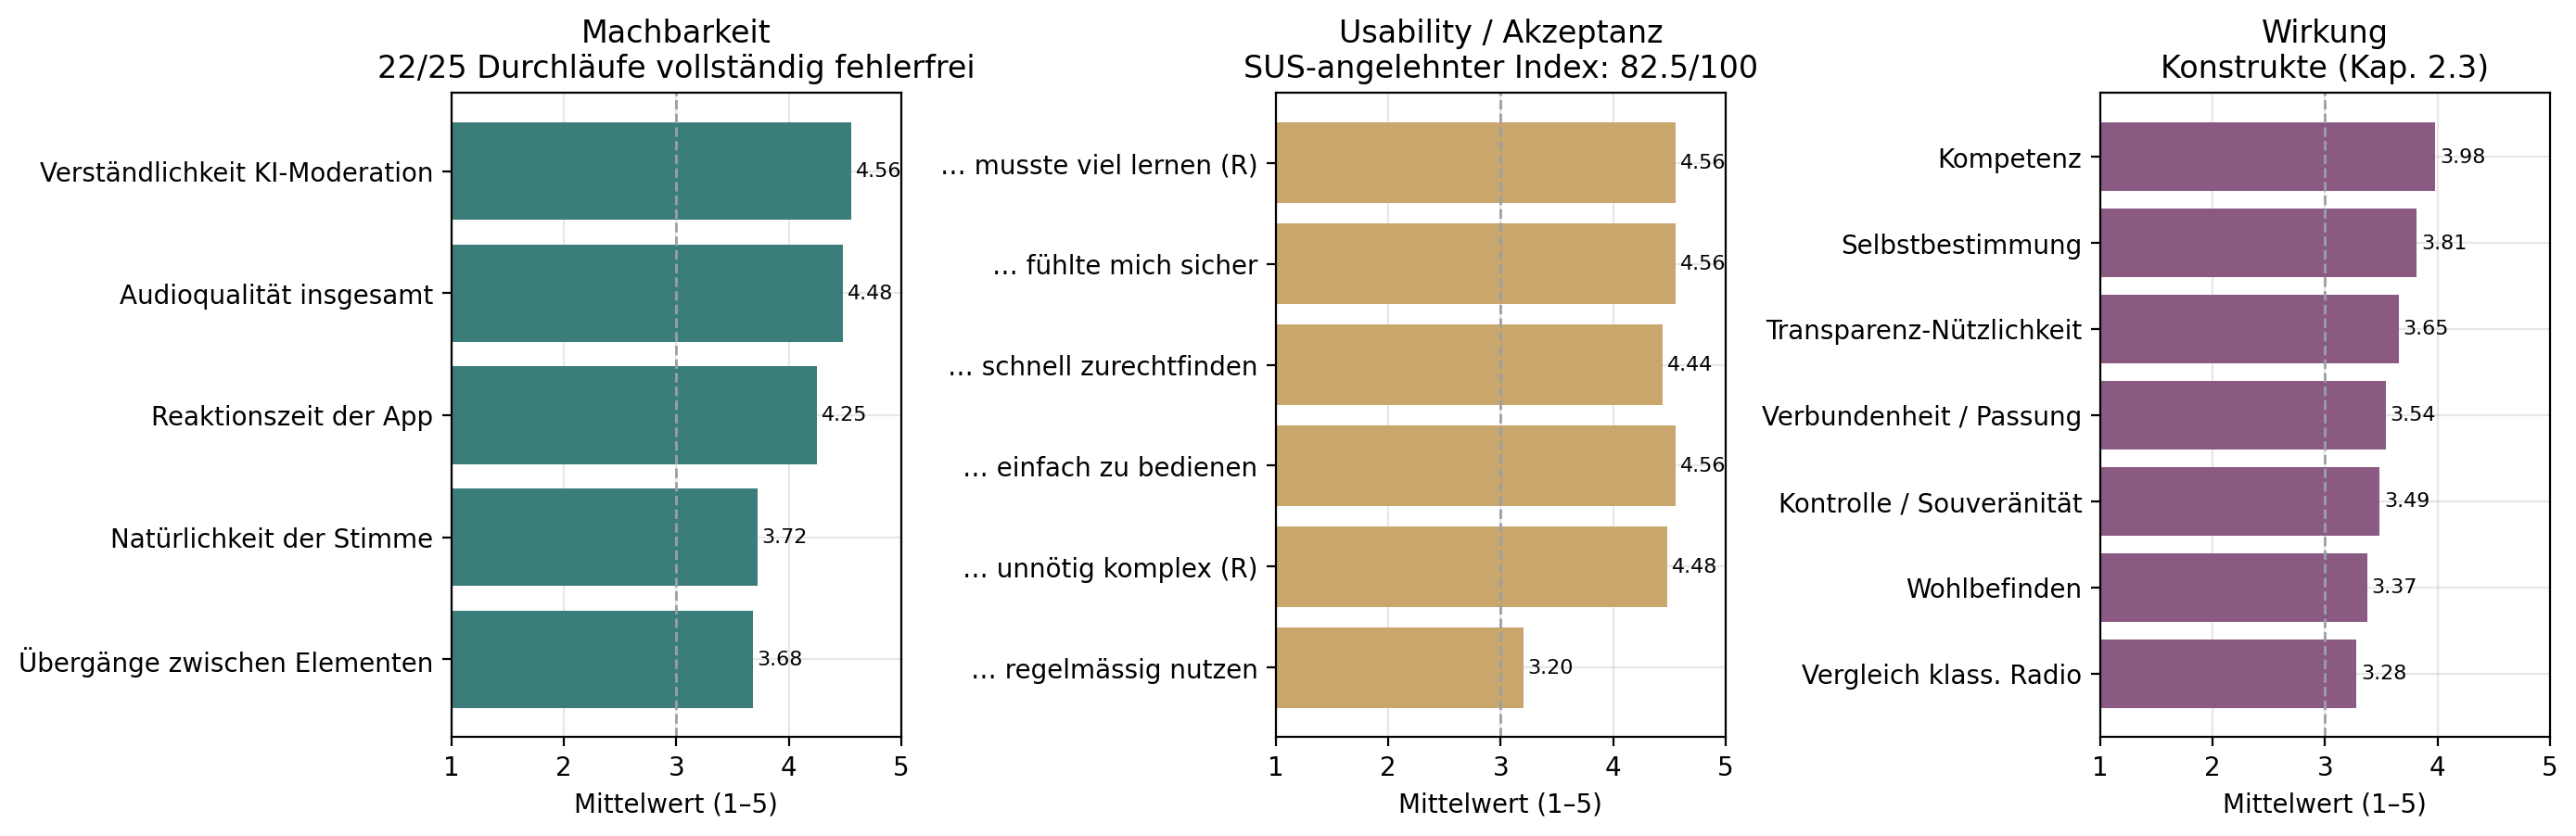 Machbarkeit
22/25 Durchläufe vollständig fehlerfrei
Verständlichkeit KI-Moderation
4.56
Audioqualität insgesamt
4.48
Reaktionszeit der App
4.25
Natürlichkeit der Stimme
3.72
Übergänge zwischen Elementen
3.68
1 2 3 4 5
Mittelwert (1–5)
Usability / Akzeptanz
SUS-angelehnter Index: 82.5/100
... musste viel lernen (R)
4.56
... fühlte mich sicher
4.56
... schnell zurechtfinden
4.44
... einfach zu bedienen
4.56
... unnötig komplex (R)
4.48
... regelmässig nutzen
3.20
1 2 3 4 5
Mittelwert (1–5)
Wirkung
Konstrukte (Kap. 2.3)
Kompetenz
3.98
Selbstbestimmung
3.81
Transparenz-Nützlichkeit
3.65
Verbundenheit / Passung
3.54
Kontrolle / Souveränität
3.49
Wohlbefinden
3.37
Vergleich klass. Radio
3.28
1 2 3 4 5
Mittelwert (1–5)